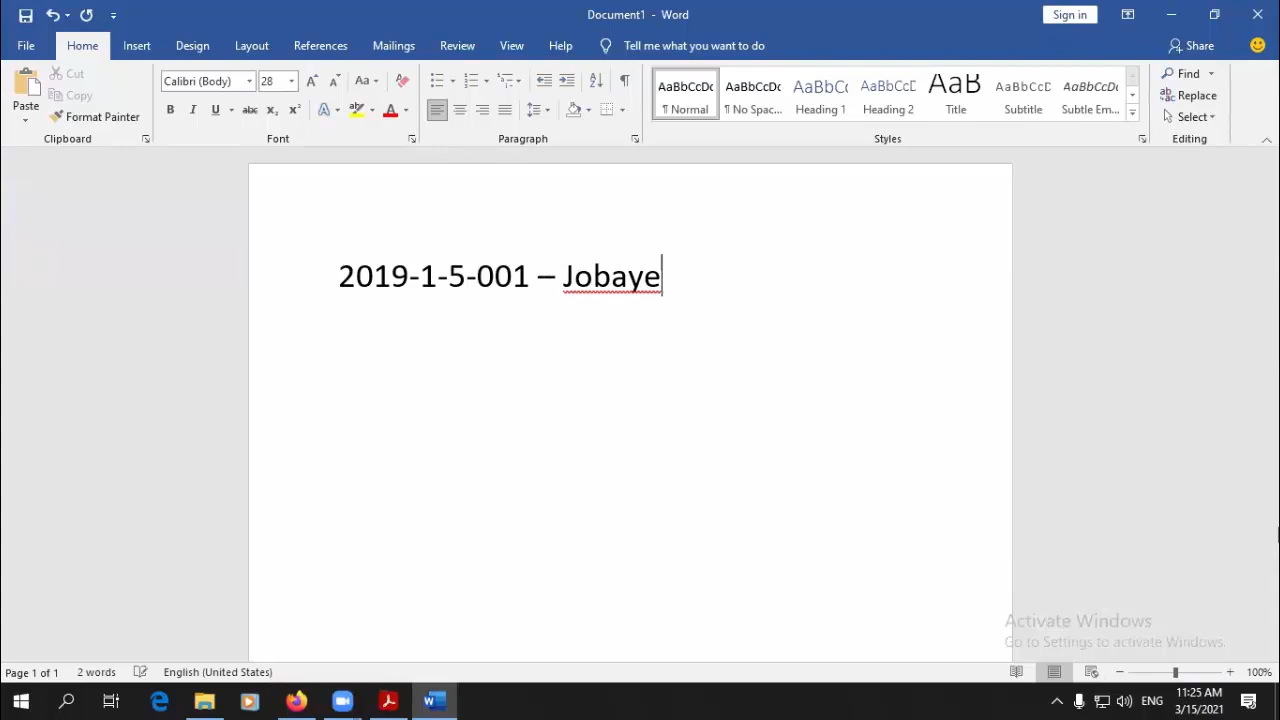 Document1 - Word
Sign in
File Home Insert Design Layout References Mailings Review View Help Tell me what you want to do Share
Paste
Cut
Copy
Format Painter
Clipboard
Calibri (Body) 28
Font
Paragraph
AaBbCcDc AaBbCcDc AaBbCc AaBbCcD AaB AaBbCcD AaBbCcDc
¶ Normal ¶ No Spac... Heading 1 Heading 2 Title Subtitle Subtle Em...
Styles
Find
Replace
Select
Editing
2019-1-5-001 – Jobaye
Activate Windows
Go to Settings to activate Windows.
Page 1 of 1 2 words English (United States) 100%
ENG 11:25 AM
3/15/2021